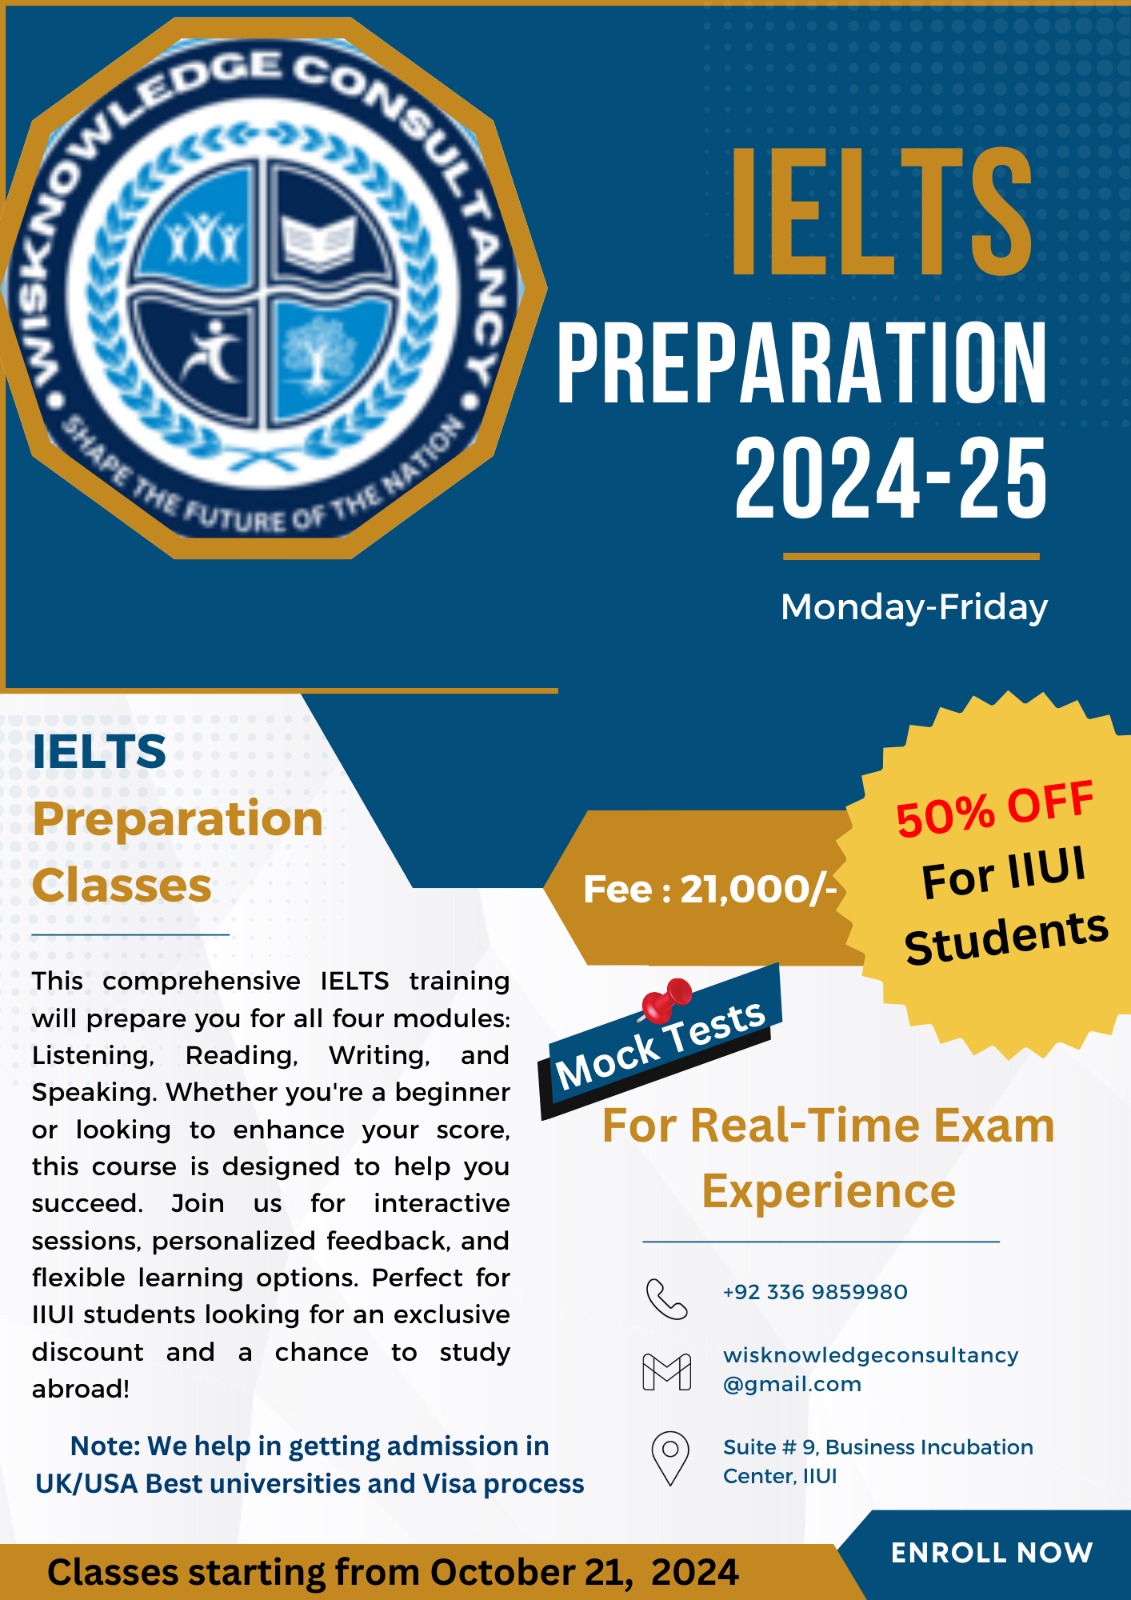 WISKNOWLEDGE CONSULTANCY
SHAPE THE FUTURE OF THE NATION
IELTS
PREPARATION
2024-25
Monday-Friday
IELTS
Preparation
Classes
This comprehensive IELTS training
will prepare you for all four modules:
Listening, Reading, Writing, and
Speaking. Whether you're a beginner
or looking to enhance your score,
this course is designed to help you
succeed. Join us for interactive
sessions, personalized feedback, and
flexible learning options. Perfect for
IIUI students looking for an exclusive
discount and a chance to study
abroad!
Note: We help in getting admission in
UK/USA Best universities and Visa process
Fee : 21,000/-
50% OFF
For IIUI
Students
Mock Tests
For Real-Time Exam
Experience
+92 336 9859980
wisknowledgeconsultancy
@gmail.com
Suite # 9, Business Incubation
Center, IIUI
Classes starting from October 21, 2024
ENROLL NOW